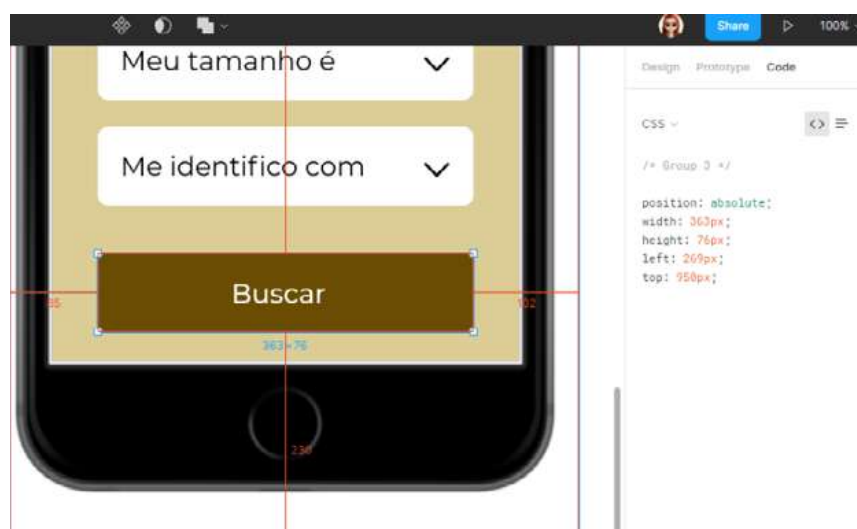 Share
100%
Meu tamanho é
Design Prototype Code
CSS
/* Group 3 */
Me identifico com
position: absolute;
width: 363px;
height: 76px;
left: 269px;
top: 950px;
Buscar
102
363×76
230